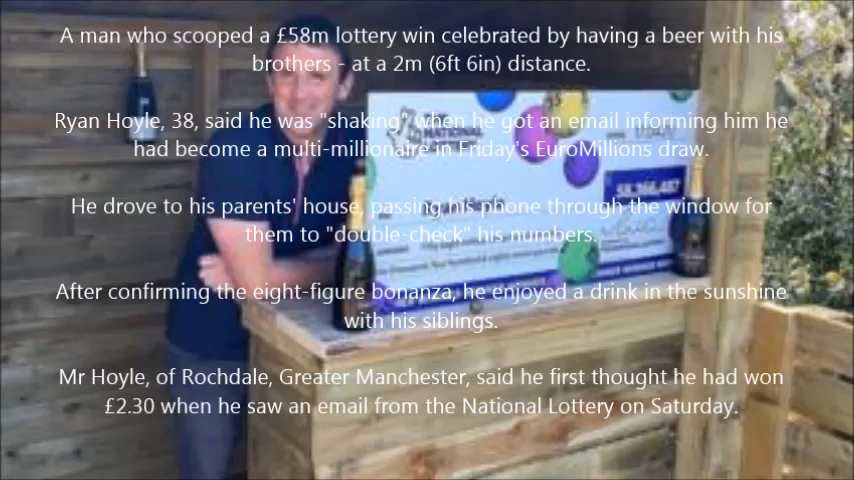 A man who scooped a £58m lottery win celebrated by having a beer with his
brothers - at a 2m (6ft 6in) distance.
Ryan Hoyle, 38, said he was "shaking" when he got an email informing him he
had become a multi-millionaire in Friday's EuroMillions draw.
He drove to his parents' house, passing his phone through the window for
them to "double-check" his numbers.
After confirming the eight-figure bonanza, he enjoyed a drink in the sunshine
with his siblings.
Mr Hoyle, of Rochdale, Greater Manchester, said he first thought he had won
£2.30 when he saw an email from the National Lottery on Saturday.
58,366,487